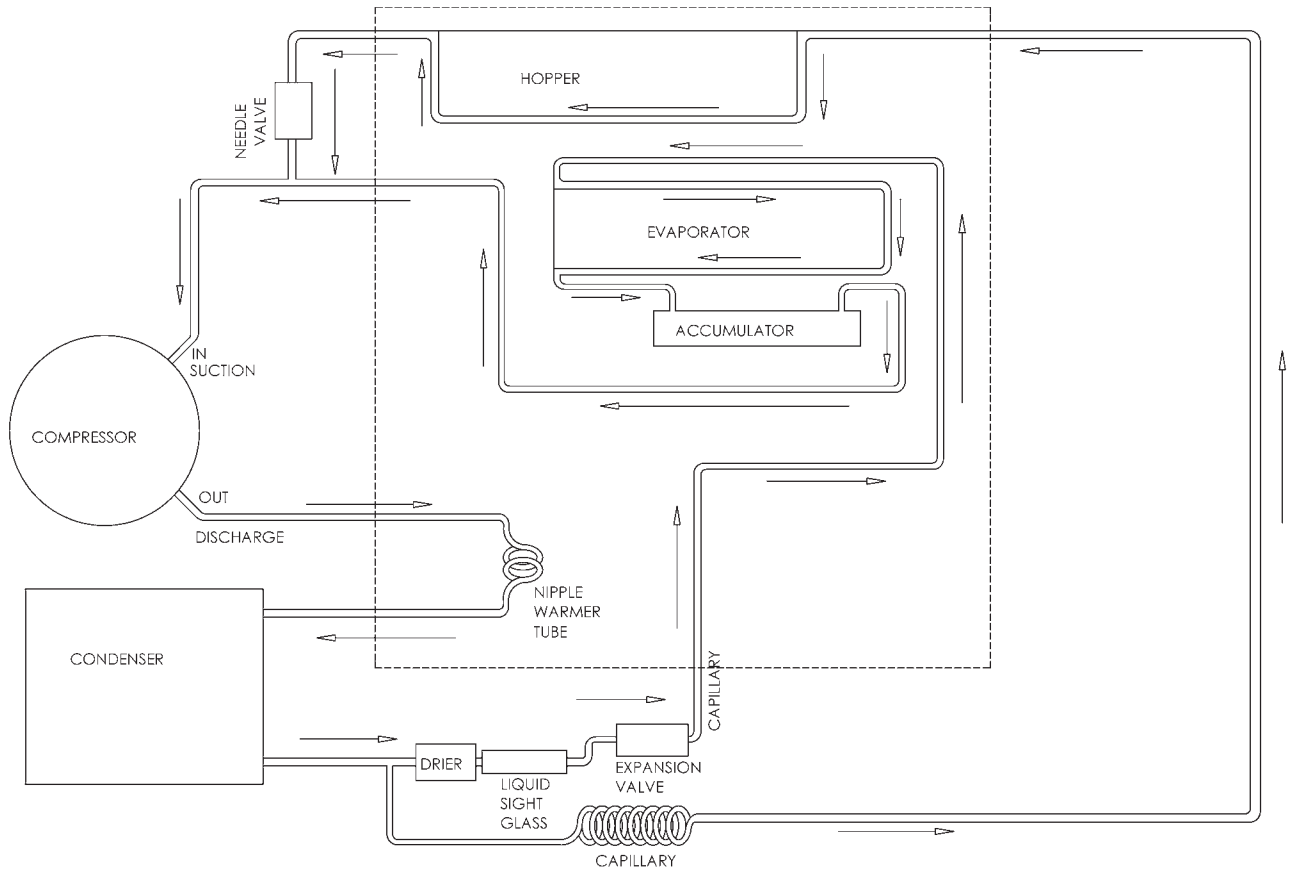 HOPPER
NEEDLE
VALVE
EVAPORATOR
ACCUMULATOR
IN
SUCTION
COMPRESSOR
OUT
DISCHARGE
NIPPLE
WARMER
TUBE
CONDENSER
CAPILLARY
DRIER
LIQUID
SIGHT
GLASS
EXPANSION
VALVE
CAPILLARY